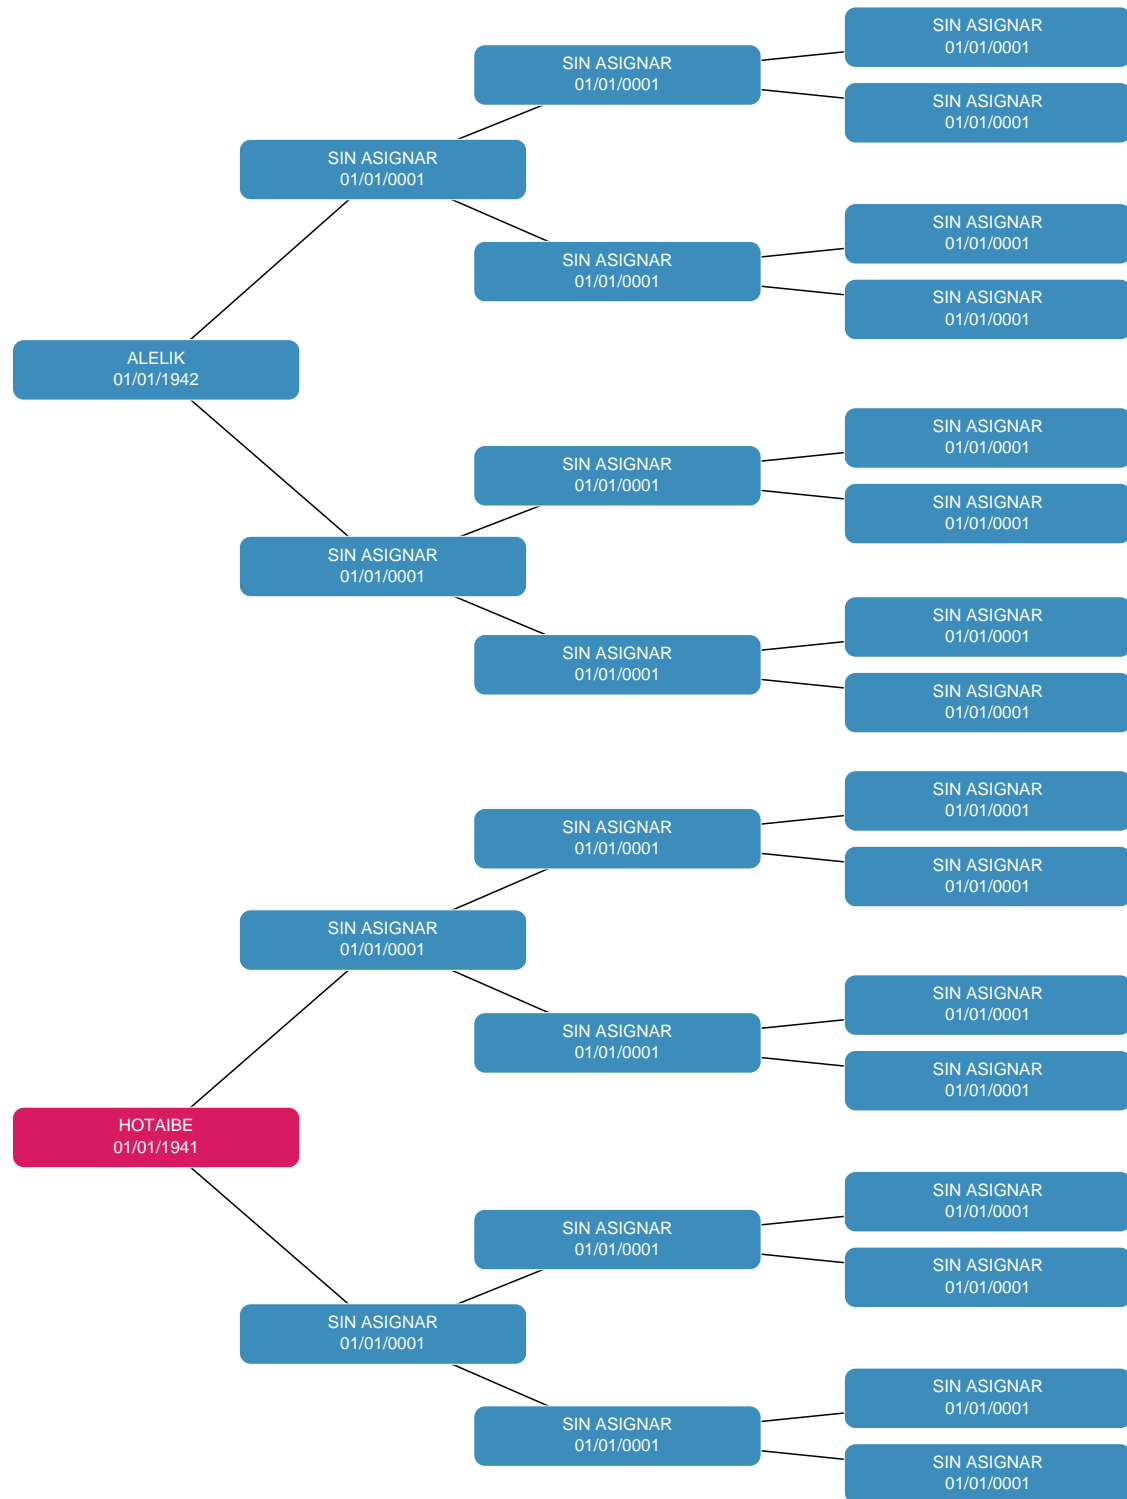 SIN ASIGNAR
01/01/0001
SIN ASIGNAR
01/01/0001
SIN ASIGNAR
01/01/0001
SIN ASIGNAR
01/01/0001
SIN ASIGNAR
01/01/0001
SIN ASIGNAR
01/01/0001
SIN ASIGNAR
01/01/0001
ALELIK
01/01/1942
SIN ASIGNAR
01/01/0001
SIN ASIGNAR
01/01/0001
SIN ASIGNAR
01/01/0001
SIN ASIGNAR
01/01/0001
SIN ASIGNAR
01/01/0001
SIN ASIGNAR
01/01/0001
SIN ASIGNAR
01/01/0001
SIN ASIGNAR
01/01/0001
SIN ASIGNAR
01/01/0001
SIN ASIGNAR
01/01/0001
SIN ASIGNAR
01/01/0001
SIN ASIGNAR
01/01/0001
SIN ASIGNAR
01/01/0001
SIN ASIGNAR
01/01/0001
HOTAIBE
01/01/1941
SIN ASIGNAR
01/01/0001
SIN ASIGNAR
01/01/0001
SIN ASIGNAR
01/01/0001
SIN ASIGNAR
01/01/0001
SIN ASIGNAR
01/01/0001
SIN ASIGNAR
01/01/0001
SIN ASIGNAR
01/01/0001